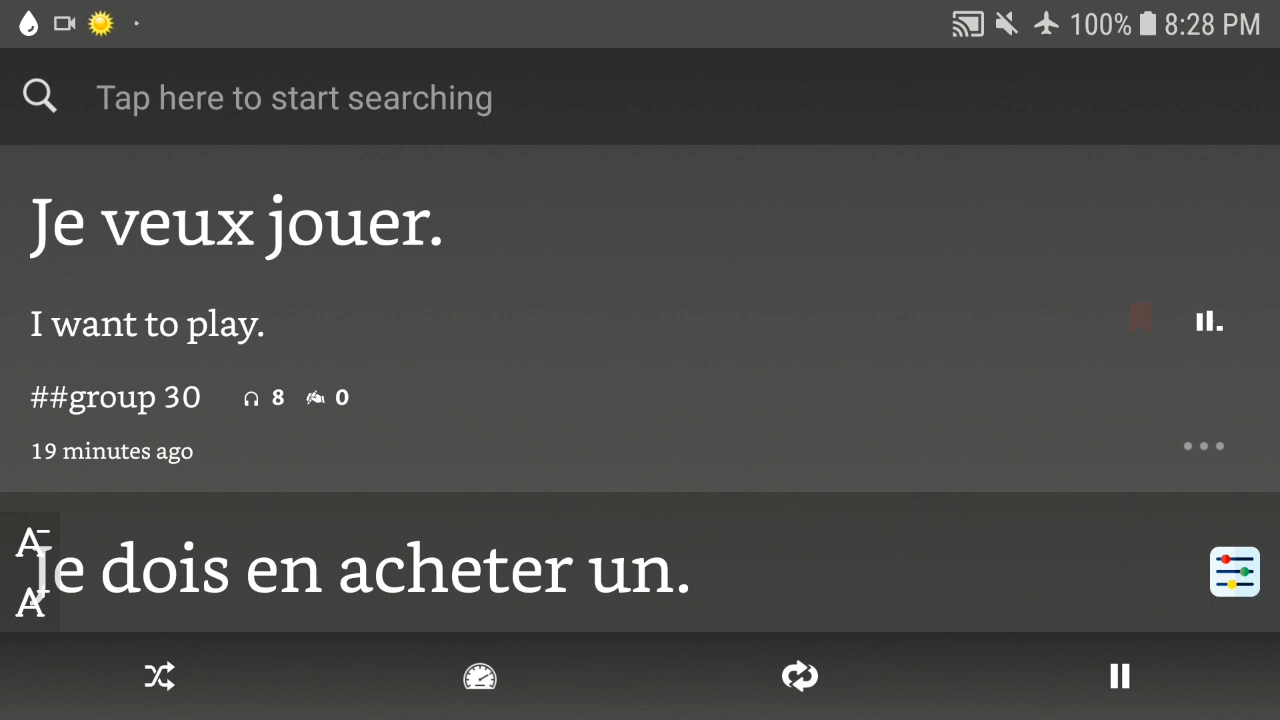 100% 8:28 PM
Tap here to start searching
Je veux jouer.
I want to play.
##group 30 8 0
19 minutes ago
A-
Je dois en acheter un.
A+